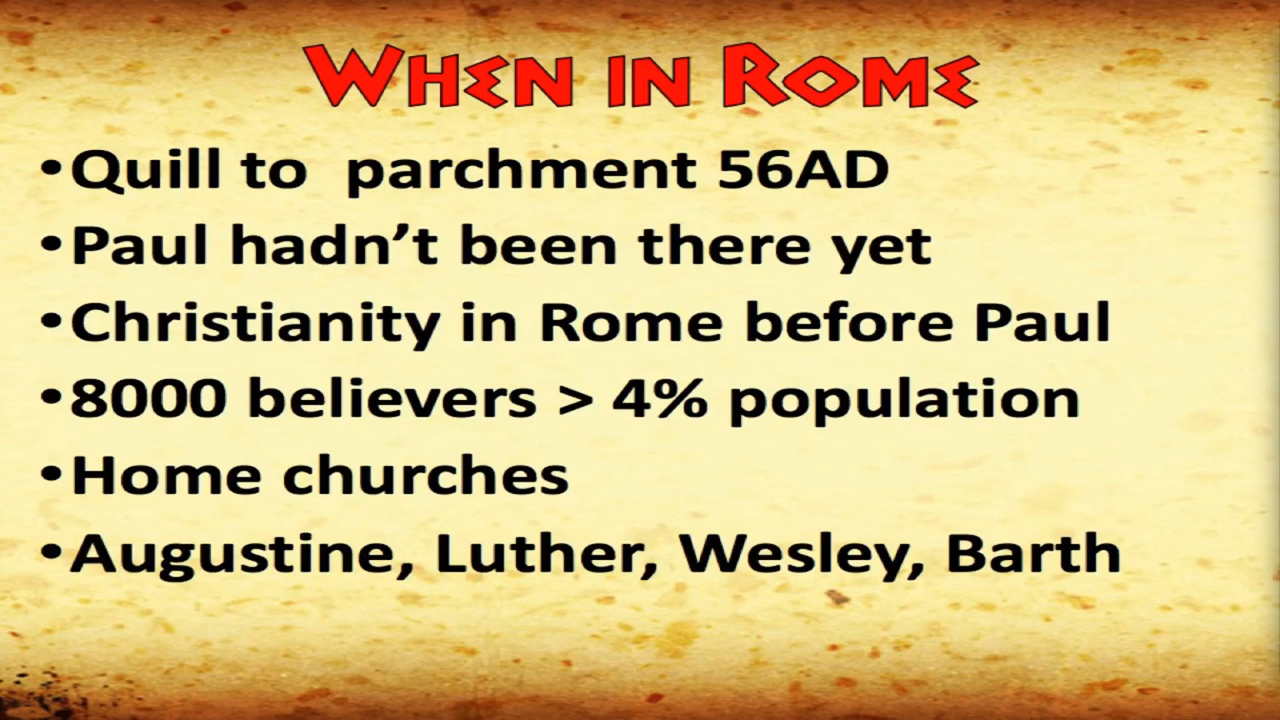 When in Rome
•Quill to  parchment 56AD
•Paul hadn’t been there yet
•Christianity in Rome before Paul
•8000 believers > 4% population
•Home churches
•Augustine, Luther, Wesley, Barth